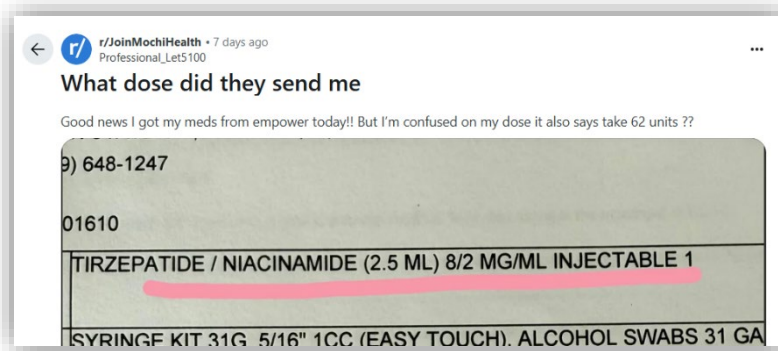 r/JoinMochiHealth • 7 days ago
Professional_Let5100
What dose did they send me
Good news I got my meds from empower today!! But I'm confused on my dose it also says take 62 units ??
9) 648-1247
01610
TIRZEPATIDE / NIACINAMIDE (2.5 ML) 8/2 MG/ML INJECTABLE 1
SYRINGE KIT 31G 5/16" 1CC (EASY TOUCH), ALCOHOL SWABS 31 GA